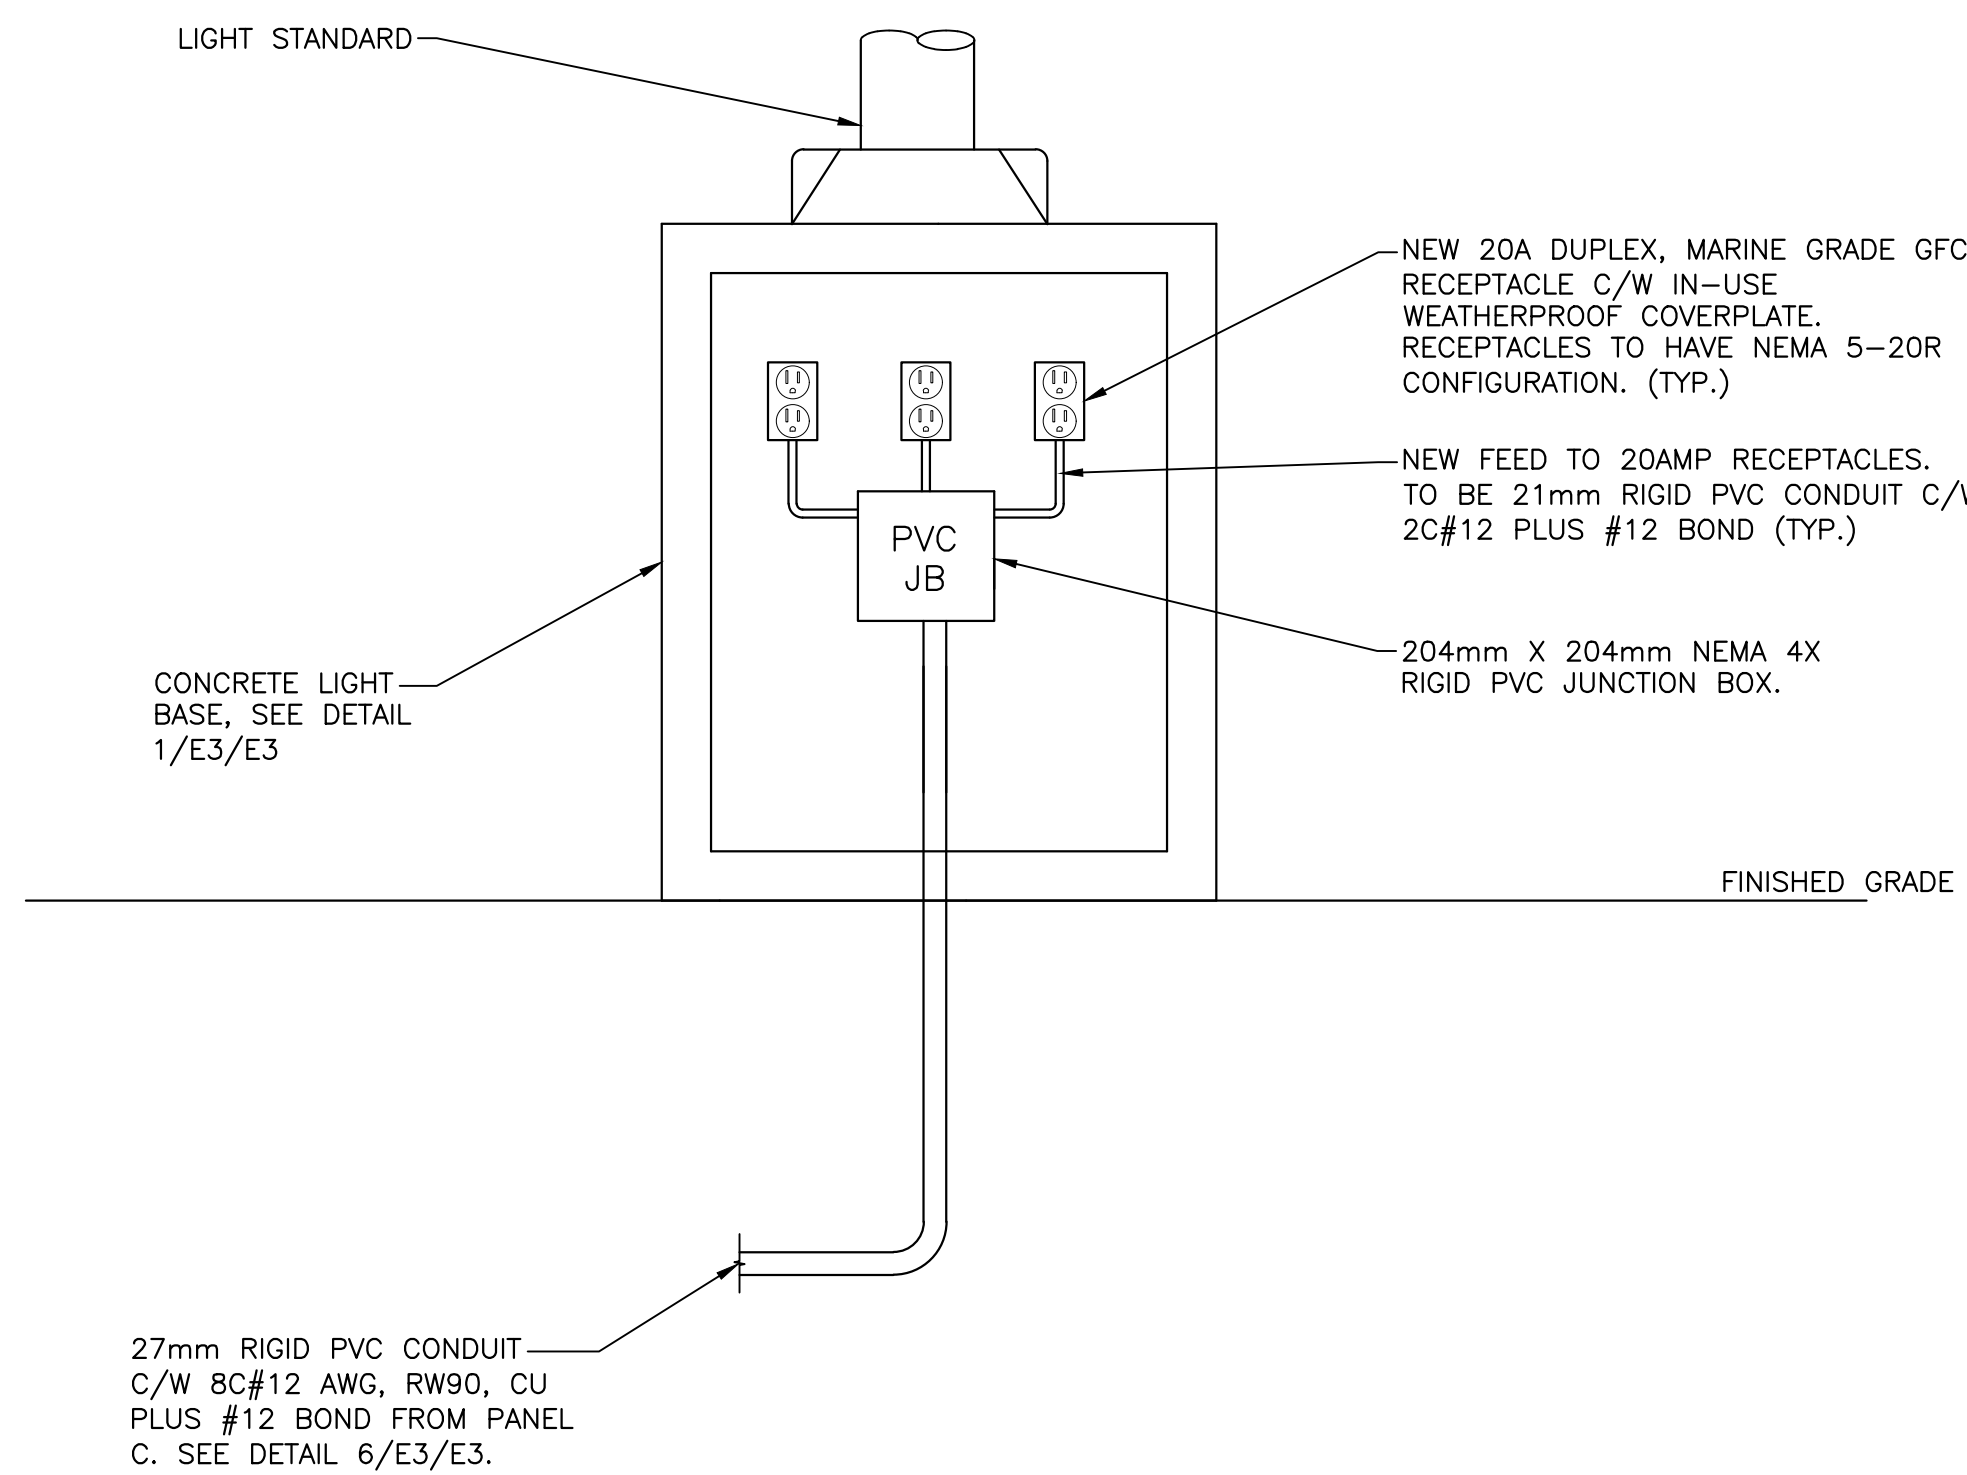 LIGHT STANDARD
NEW 20A DUPLEX, MARINE GRADE GFC
RECEPTACLE C/W IN-USE
WEATHERPROOF COVERPLATE.
RECEPTACLES TO HAVE NEMA 5-20R
CONFIGURATION. (TYP.)
NEW FEED TO 20AMP RECEPTACLES.
TO BE 21mm RIGID PVC CONDUIT C/W
2C#12 PLUS #12 BOND (TYP.)
PVC
JB
204mm X 204mm NEMA 4X
RIGID PVC JUNCTION BOX.
CONCRETE LIGHT
BASE, SEE DETAIL
1/E3/E3
FINISHED GRADE
27mm RIGID PVC CONDUIT
C/W 8C#12 AWG, RW90, CU
PLUS #12 BOND FROM PANEL
C. SEE DETAIL 6/E3/E3.